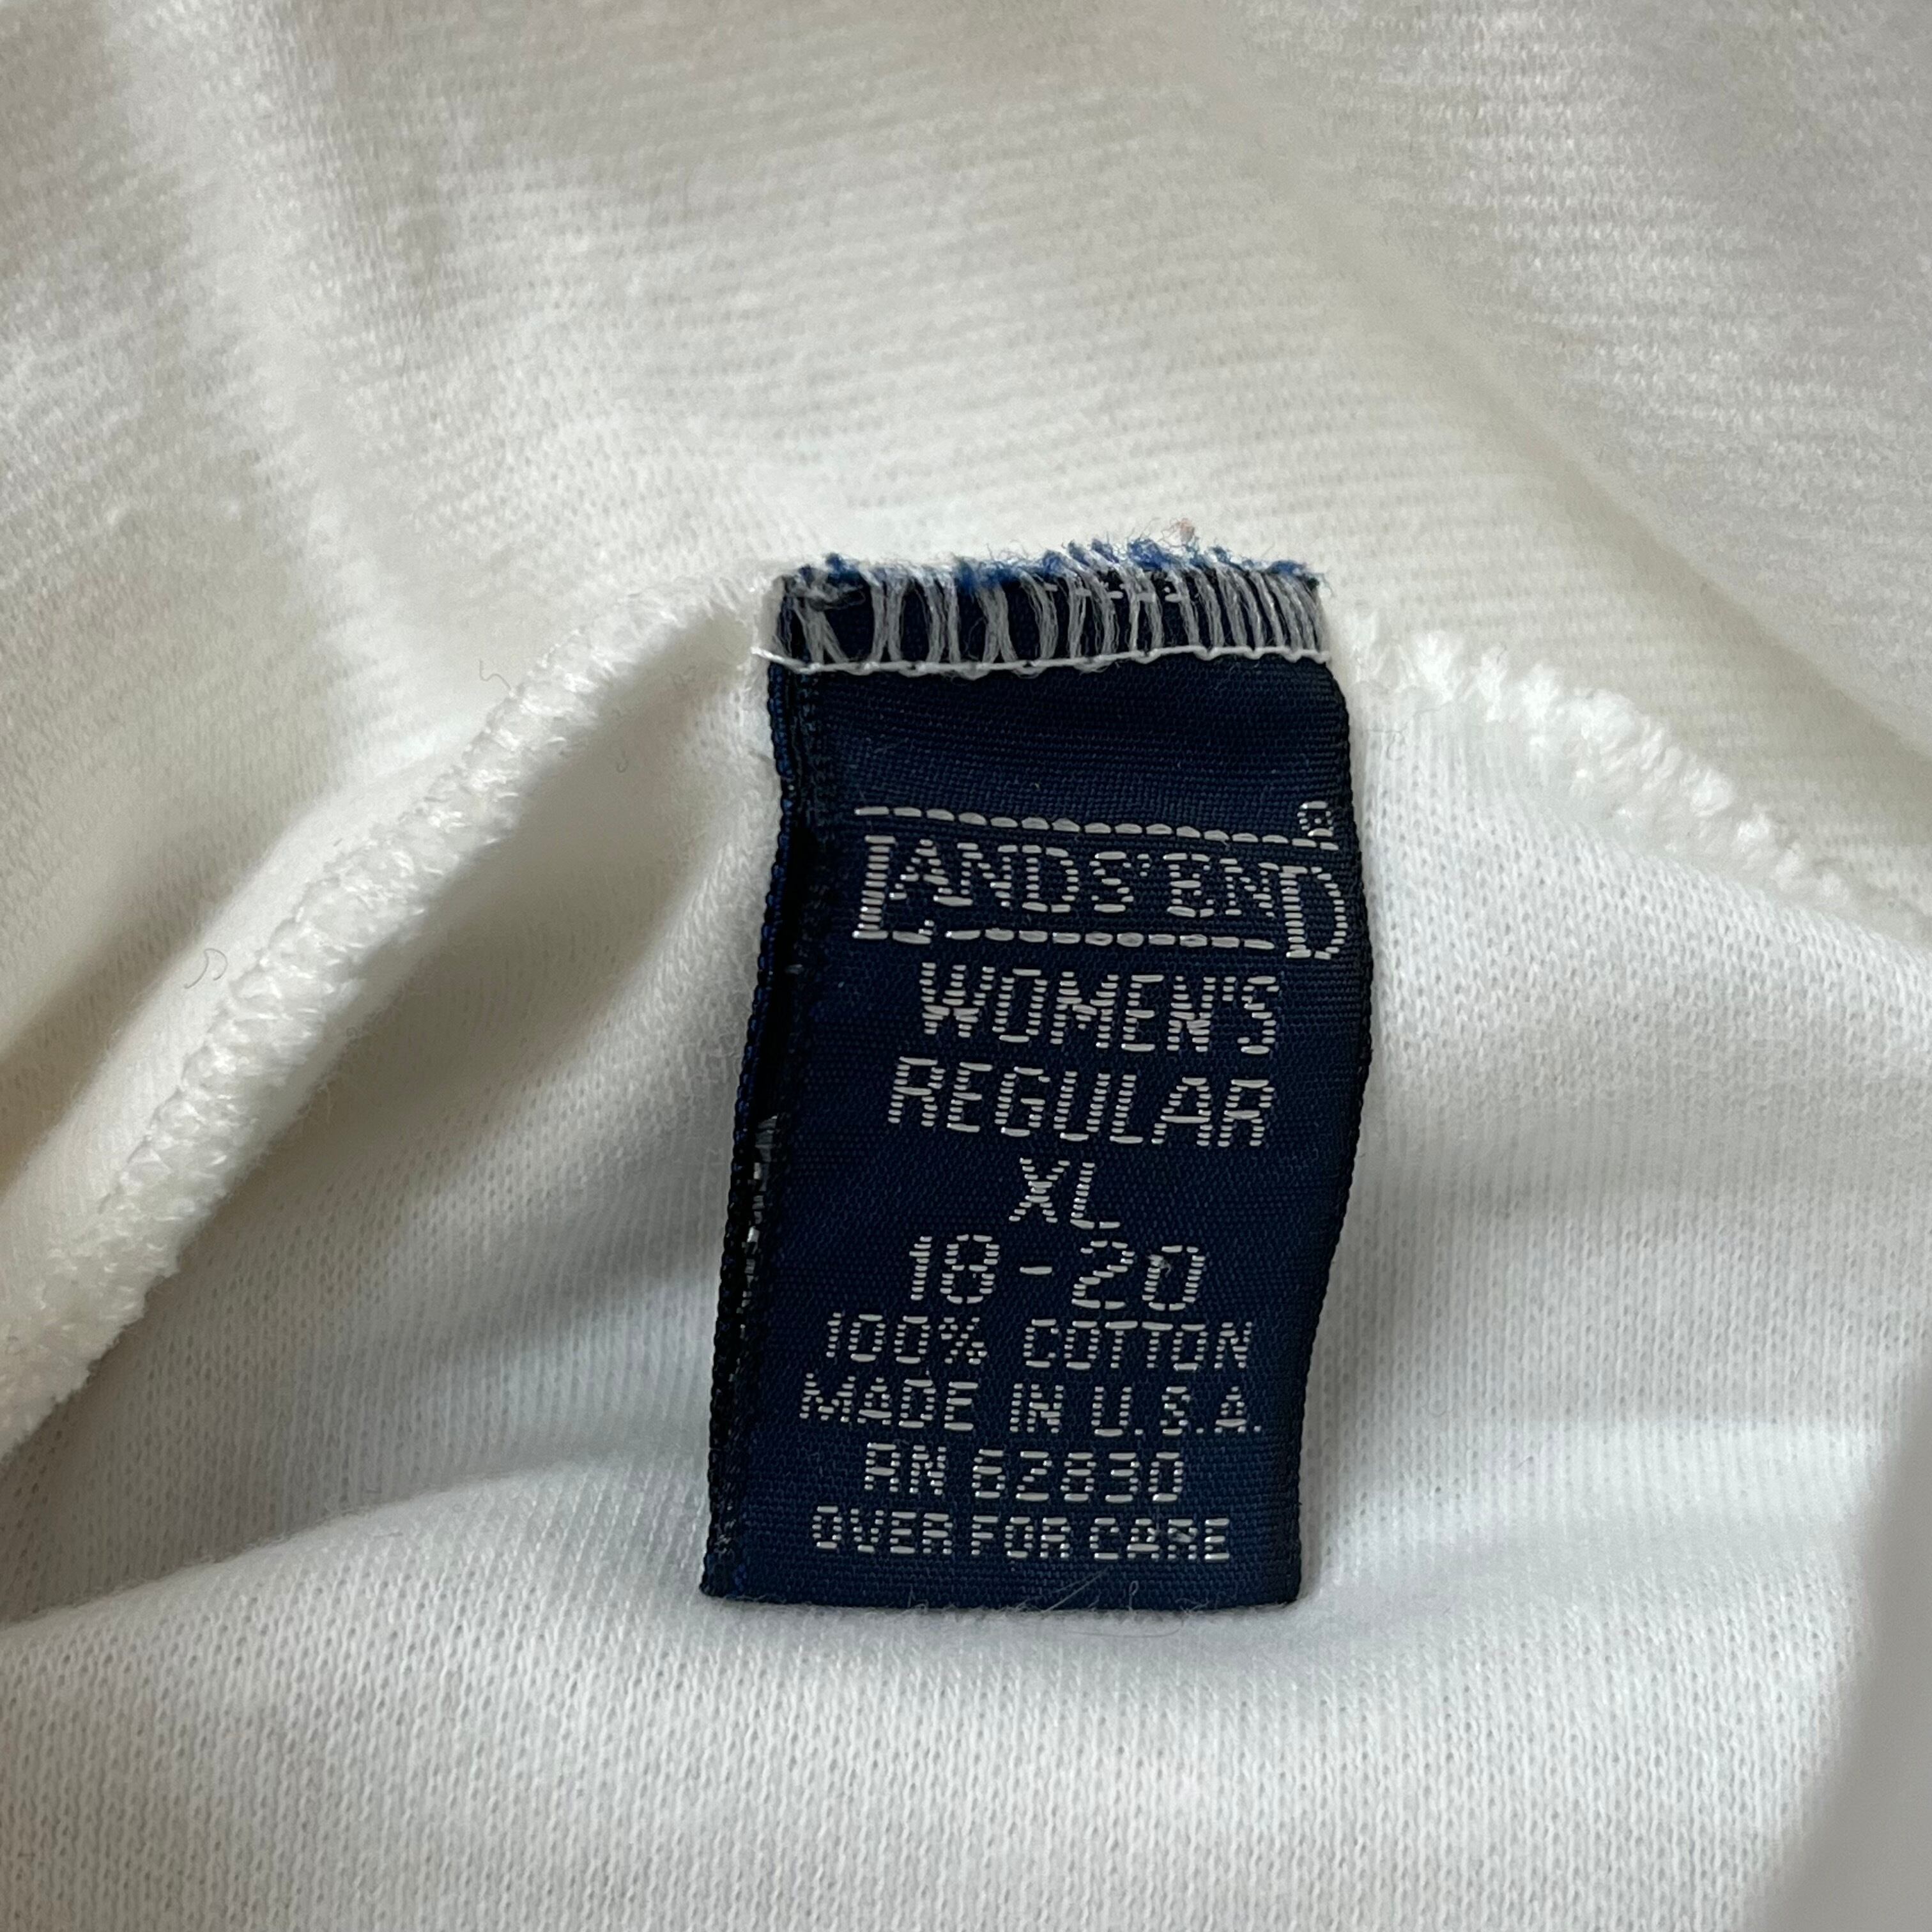 LANDS' END®
WOMEN'S
REGULAR
XL
18-20
100% COTTON
MADE IN U.S.A.
RN 62830
OVER FOR CARE